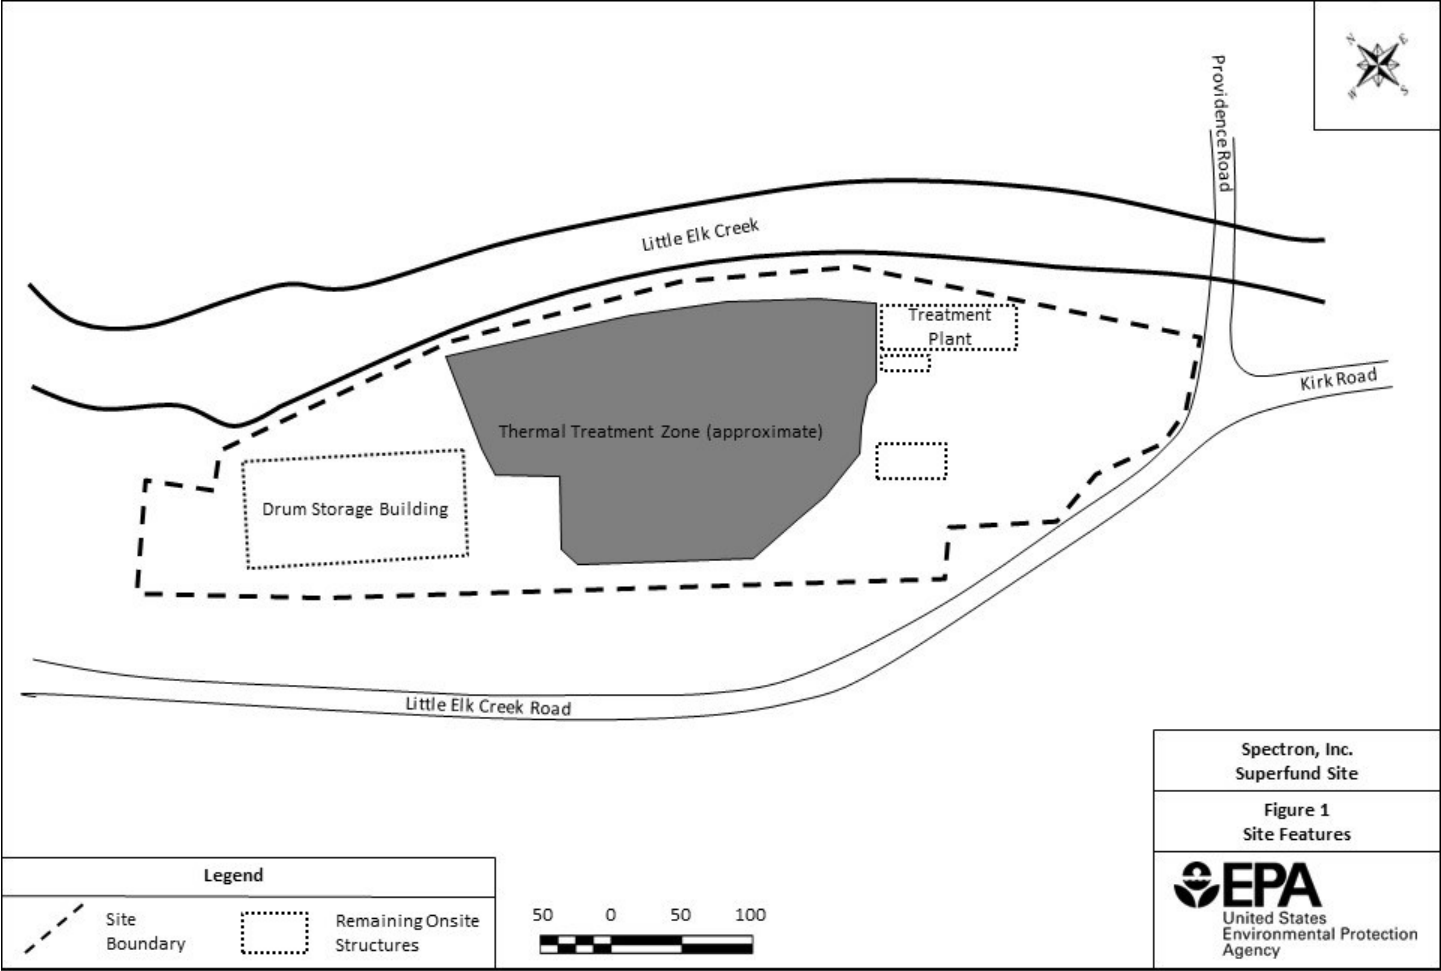 N
E
W
S
Providence Road
Little Elk Creek
Treatment
Plant
Kirk Road
Thermal Treatment Zone (approximate)
Drum Storage Building
Little Elk Creek Road
Spectron, Inc.
Superfund Site
Figure 1
Site Features
EPA
United States
Environmental Protection
Agency
Legend
Site
Boundary
Remaining Onsite
Structures
50 0 50 100